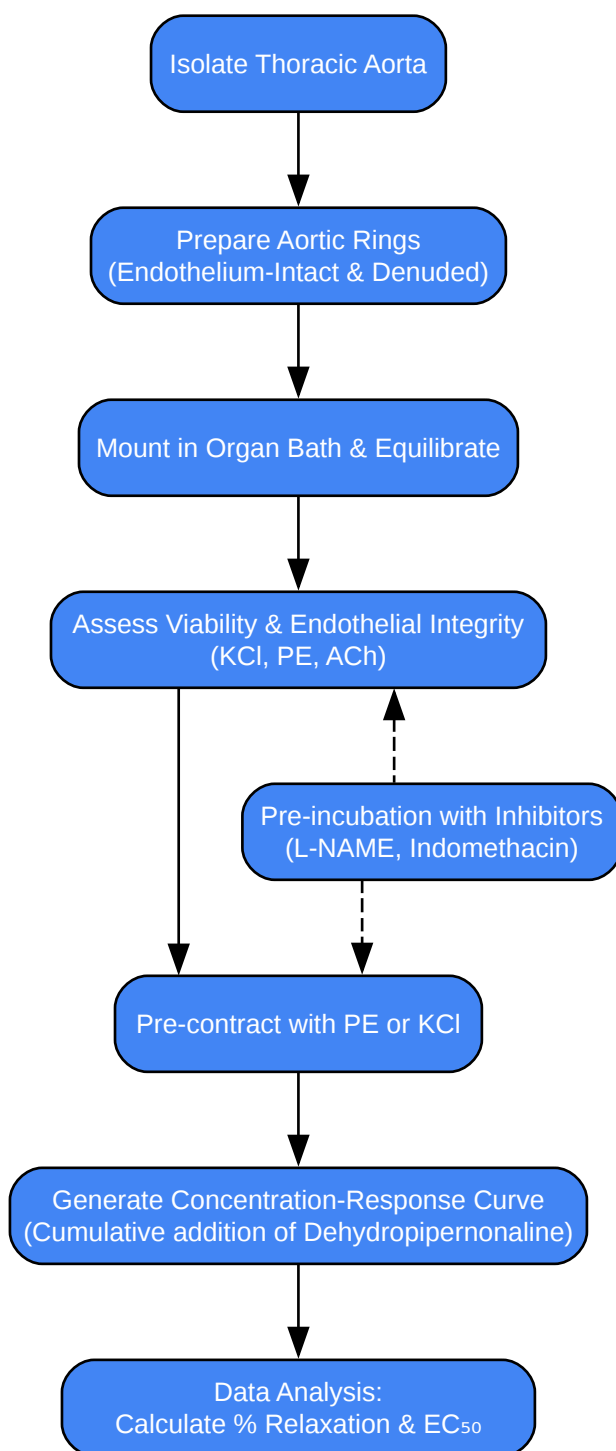 Isolate Thoracic Aorta
Prepare Aortic Rings
(Endothelium-Intact & Denuded)
Mount in Organ Bath & Equilibrate
Assess Viability & Endothelial Integrity
(KCl, PE, ACh)
Pre-incubation with Inhibitors
(L-NAME, Indomethacin)
Pre-contract with PE or KCl
Generate Concentration-Response Curve
(Cumulative addition of Dehydropipernonaline)
Data Analysis:
Calculate % Relaxation & EC₅₀